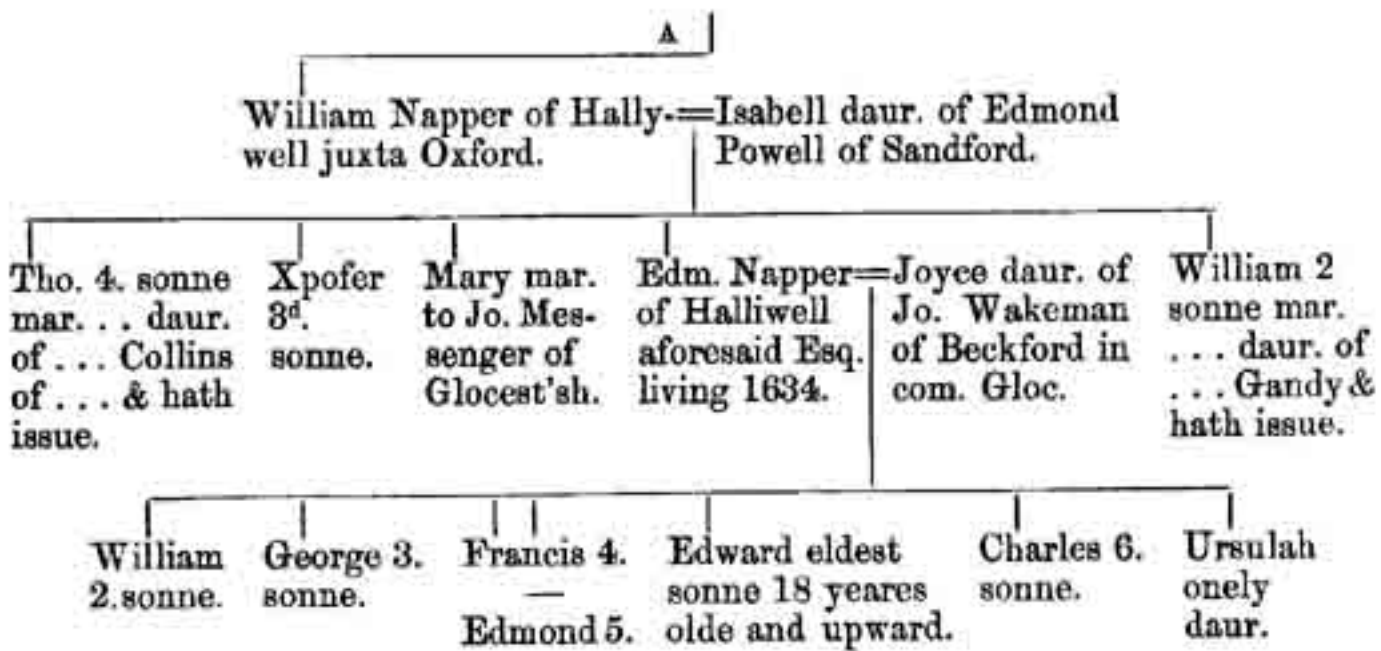 A
William Napper of Hally-=Isabell daur. of Edmond
well juxta Oxford. Powell of Sandford.
Tho. 4. sonne
mar. . . daur.
of . . . Collins
of . . . & hath
issue.
Xpofer
3d.
sonne.
Mary mar.
to Jo. Mes-
senger of
Glocest'sh.
Edm. Napper=
of Halliwell
aforesaid Esq.
living 1634.
Joyce daur. of
Jo. Wakeman
of Beckford in
com. Gloc.
William 2
sonne mar.
. . . daur. of
. . . Gandy &
hath issue.
William
2. sonne.
George 3.
sonne.
Francis 4.
—
Edmond 5.
Edward eldest
sonne 18 yeares
olde and upward.
Charles 6.
sonne.
Ursulah
onely
daur.